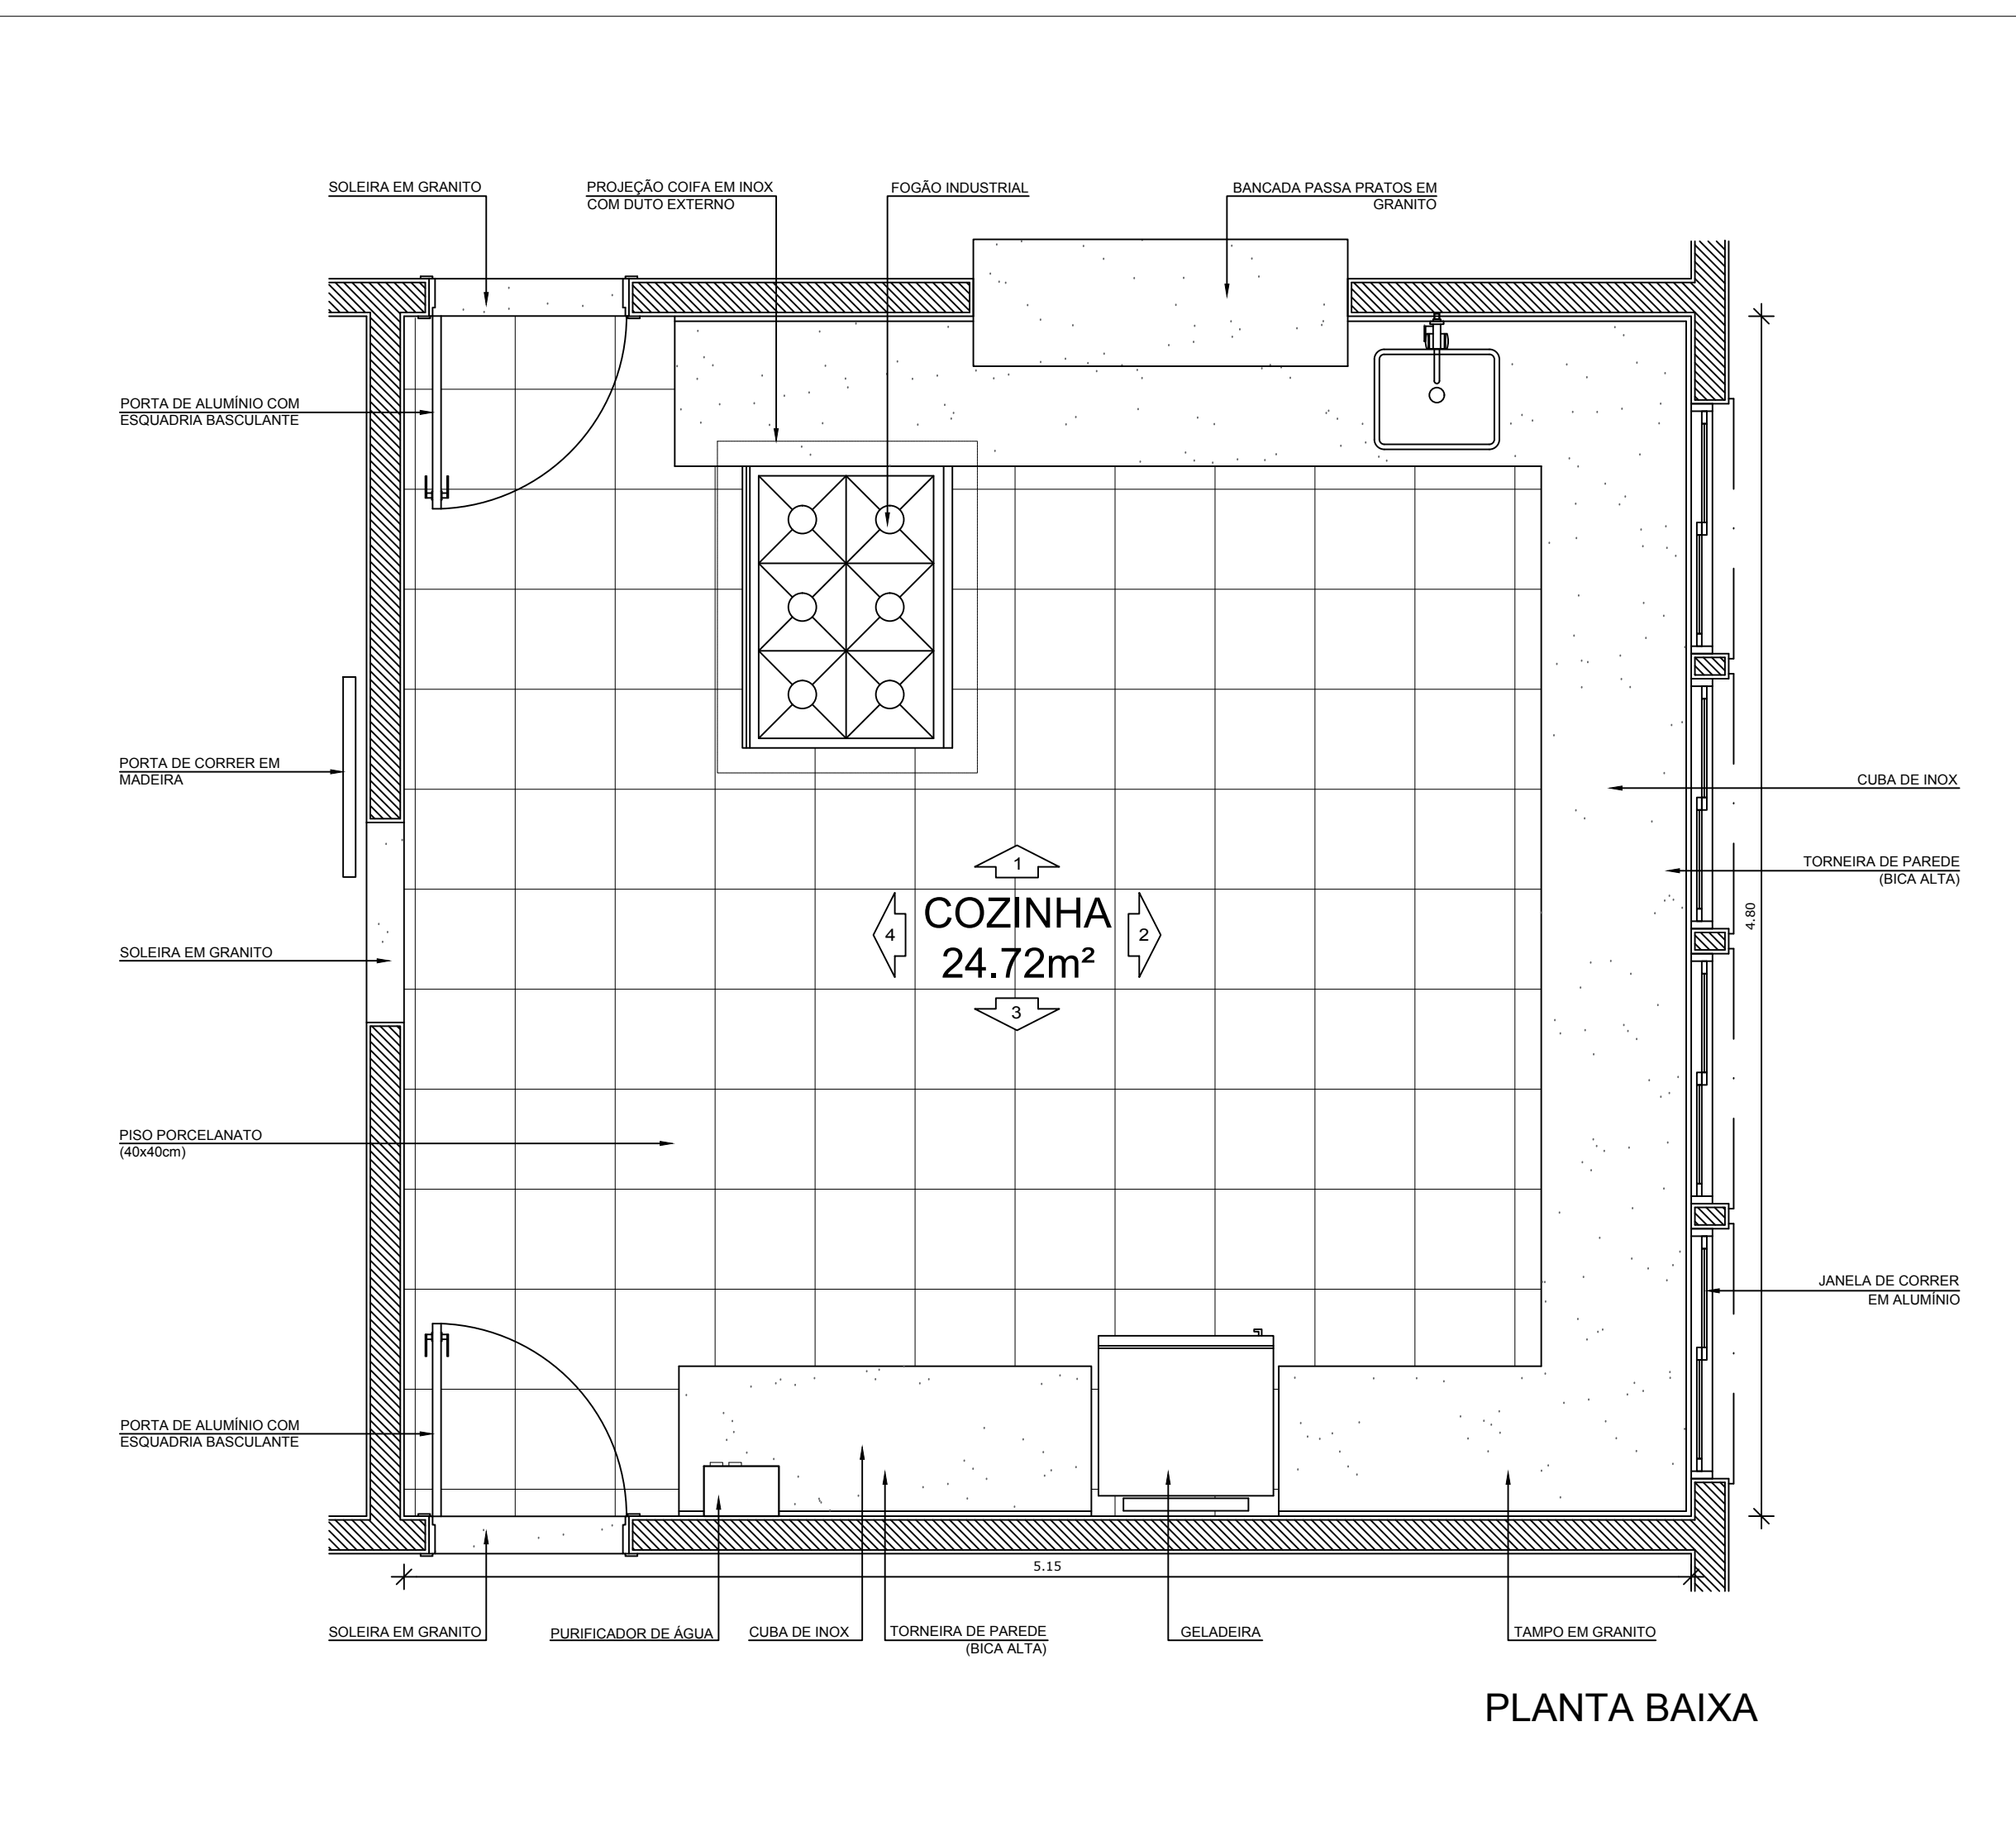 SOLEIRA EM GRANITO
PROJEÇÃO COIFA EM INOX
COM DUTO EXTERNO
FOGÃO INDUSTRIAL
BANCADA PASSA PRATOS EM
GRANITO
PORTA DE ALUMÍNIO COM
ESQUADRIA BASCULANTE
PORTA DE CORRER EM
MADEIRA
CUBA DE INOX
TORNEIRA DE PAREDE
(BICA ALTA)
4.80
1
COZINHA
4
2
24.72m²
3
SOLEIRA EM GRANITO
PISO PORCELANATO
(40x40cm)
JANELA DE CORRER
EM ALUMÍNIO
PORTA DE ALUMÍNIO COM
ESQUADRIA BASCULANTE
5.15
SOLEIRA EM GRANITO
PURIFICADOR DE ÁGUA
CUBA DE INOX
TORNEIRA DE PAREDE
(BICA ALTA)
GELADEIRA
TAMPO EM GRANITO
PLANTA BAIXA